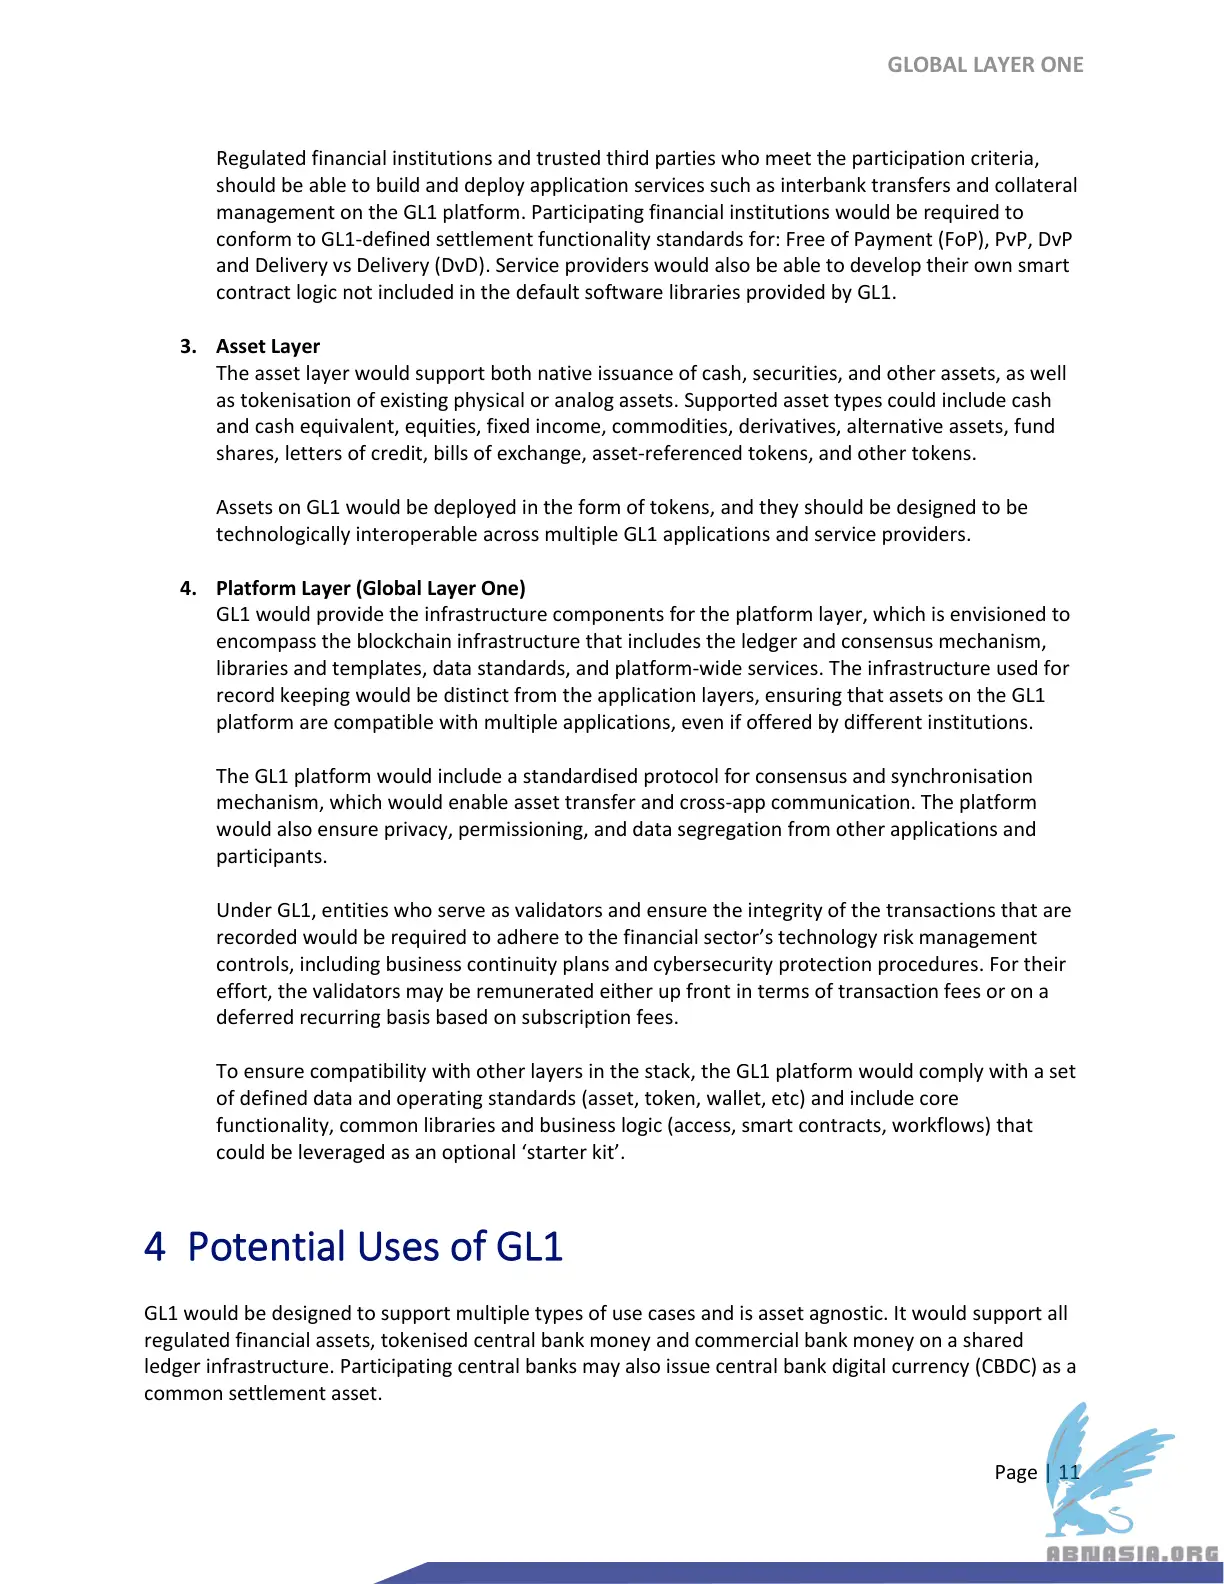 GLOBAL LAYER ONE
Regulated financial institutions and trusted third parties who meet the participation criteria,
should be able to build and deploy application services such as interbank transfers and collateral
management on the GL1 platform. Participating financial institutions would be required to
conform to GL1-defined settlement functionality standards for: Free of Payment (FoP), PvP, DvP
and Delivery vs Delivery (DvD). Service providers would also be able to develop their own smart
contract logic not included in the default software libraries provided by GL1.
3. Asset Layer
The asset layer would support both native issuance of cash, securities, and other assets, as well
as tokenisation of existing physical or analog assets. Supported asset types could include cash
and cash equivalent, equities, fixed income, commodities, derivatives, alternative assets, fund
shares, letters of credit, bills of exchange, asset-referenced tokens, and other tokens.
Assets on GL1 would be deployed in the form of tokens, and they should be designed to be
technologically interoperable across multiple GL1 applications and service providers.
4. Platform Layer (Global Layer One)
GL1 would provide the infrastructure components for the platform layer, which is envisioned to
encompass the blockchain infrastructure that includes the ledger and consensus mechanism,
libraries and templates, data standards, and platform-wide services. The infrastructure used for
record keeping would be distinct from the application layers, ensuring that assets on the GL1
platform are compatible with multiple applications, even if offered by different institutions.
The GL1 platform would include a standardised protocol for consensus and synchronisation
mechanism, which would enable asset transfer and cross-app communication. The platform
would also ensure privacy, permissioning, and data segregation from other applications and
participants.
Under GL1, entities who serve as validators and ensure the integrity of the transactions that are
recorded would be required to adhere to the financial sector’s technology risk management
controls, including business continuity plans and cybersecurity protection procedures. For their
effort, the validators may be remunerated either up front in terms of transaction fees or on a
deferred recurring basis based on subscription fees.
To ensure compatibility with other layers in the stack, the GL1 platform would comply with a set
of defined data and operating standards (asset, token, wallet, etc) and include core
functionality, common libraries and business logic (access, smart contracts, workflows) that
could be leveraged as an optional ‘starter kit’.
4 Potential Uses of GL1
GL1 would be designed to support multiple types of use cases and is asset agnostic. It would support all
regulated financial assets, tokenised central bank money and commercial bank money on a shared
ledger infrastructure. Participating central banks may also issue central bank digital currency (CBDC) as a
common settlement asset.
Page | 11
ABNASIA.ORG